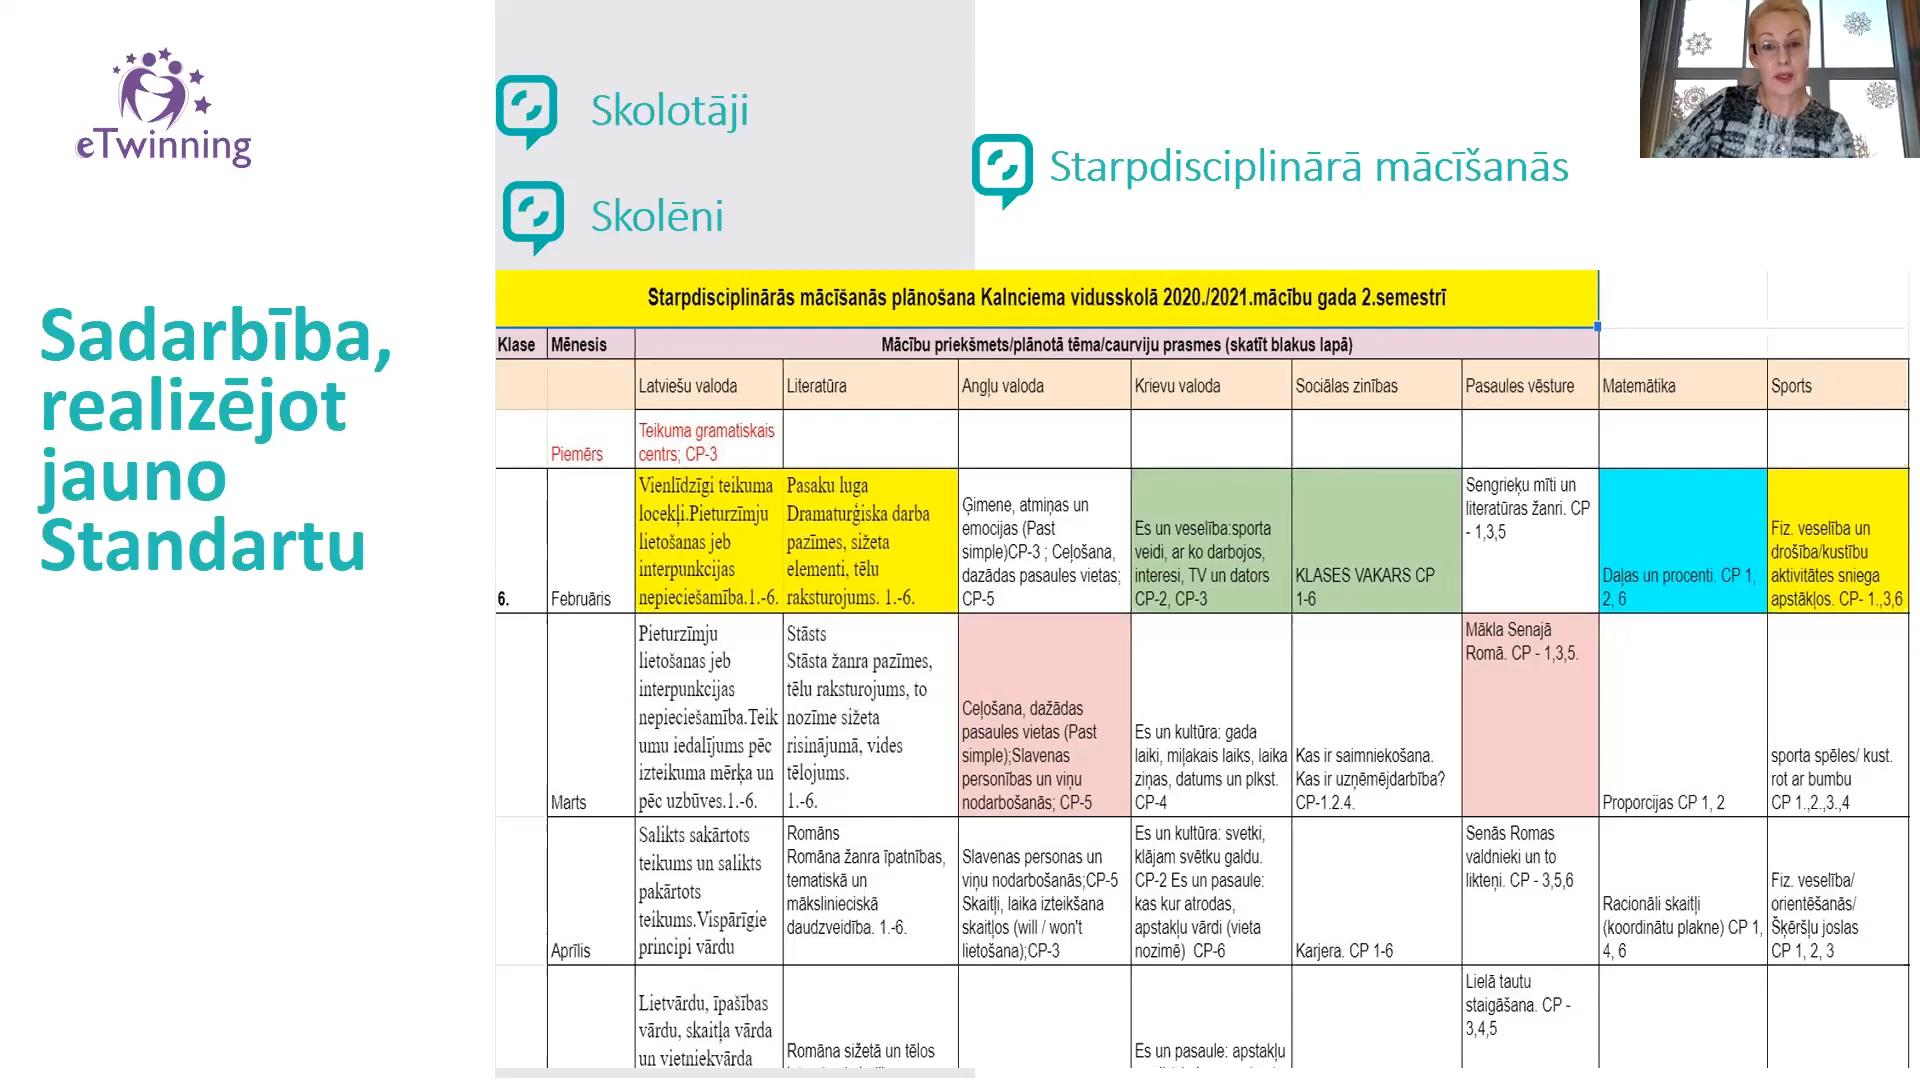 eTwinning
Skolotāji
Skolēni
Starpdisciplinārā mācīšanās
Sadarbība,
realizējot
jauno
Standartu
Starpdisciplinārās mācīšanās plānošana Kalnciema vidusskolā 2020./2021.mācību gada 2.semestrī
Klase
Mēnesis
Mācību priekšmets/plānotā tēma/caurviju prasmes (skatīt blakus lapā)
Latviešu valoda
Literatūra
Angļu valoda
Krievu valoda
Sociālas zinības
Pasaules vēsture
Matemātika
Sports
Piemērs
Teikuma gramatiskais
centrs; CP-3
6.
Februāris
Vienlīdzīgi teikuma
locekļi.Pieturzīmju
lietošanas jeb
interpunkcijas
nepieciešamība.1.-6.
Pasaku luga
Dramaturģiska darba
pazīmes, sižeta
elementi, tēlu
raksturojums. 1.-6.
Ģimene, atmiņas un
emocijas (Past
simple)CP-3 ; Ceļošana,
dazādas pasaules vietas;
CP-5
Es un veselība:sporta
veidi, ar ko darbojos,
interesi, TV un dators
CP-2, CP-3
KLASES VAKARS CP
1-6
Sengrieķu mīti un
literatūras žanri. CP
- 1,3,5
Daļas un procenti. CP 1,
2, 6
Fiz. veselība un
drošība/kustību
aktivitātes sniega
apstākļos. CP- 1.,3,6
Marts
Pieturzīmju
lietošanas jeb
interpunkcijas
nepieciešamība.Teik
umu iedalījums pēc
izteikuma mērķa un
pēc uzbūves.1.-6.
Stāsts
Stāsta žanra pazīmes,
tēlu raksturojums, to
nozīme sižeta
risinājumā, vides
tēlojums.
1.-6.
Ceļošana, dažādas
pasaules vietas (Past
simple);Slavenas
personības un viņu
nodarbošanās; CP-5
Es un kultūra: gada
laiki, miļakais laiks, laika
ziņas, datums un plkst.
CP-4
Kas ir saimniekošana.
Kas ir uzņēmējdarbība?
CP-1.2.4.
Mākla Senajā
Romā. CP - 1,3,5.
Proporcijas CP 1, 2
sporta spēles/ kust.
rot ar bumbu
CP 1.,2.,3.,4
Aprīlis
Salikts sakārtots
teikums un salikts
pakārtots
teikums.Vispārīgie
principi vārdu
Romāns
Romāna žanra īpatnības,
tematiskā un
mākslinieciskā
daudzveidība. 1.-6.
Slavenas personas un
viņu nodarbošanās;CP-5
Skaitļi, laika izteikšana
skaitļos (will / won't
lietošana);CP-3
Es un kultūra: svetki,
klājam svētku galdu.
CP-2 Es un pasaule:
kas kur atrodas,
apstakļu vārdi (vieta
nozimē) CP-6
Karjera. CP 1-6
Senās Romas
valdnieki un to
likteņi. CP - 3,5,6
Racionāli skaitļi
(koordinātu plakne) CP 1,
4, 6
Fiz. veselība/
orientēšanās/
Šķēršļu joslas
CP 1, 2, 3
Lietvārdu, īpašības
vārdu, skaitļa vārda
un vietniekvārda
Romāna sižetā un tēlos
Es un pasaule: apstakļu
Lielā tautu
staigāšana. CP -
3,4,5